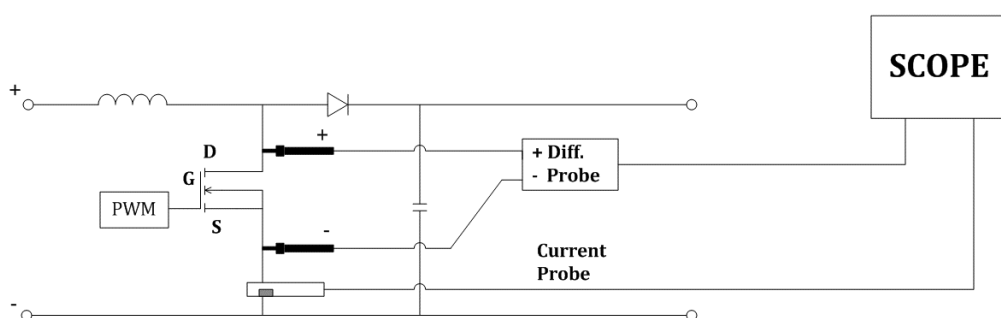 SCOPE
+
+
D
+ Diff.
- Probe
G
PWM
S
-
Current
Probe
-